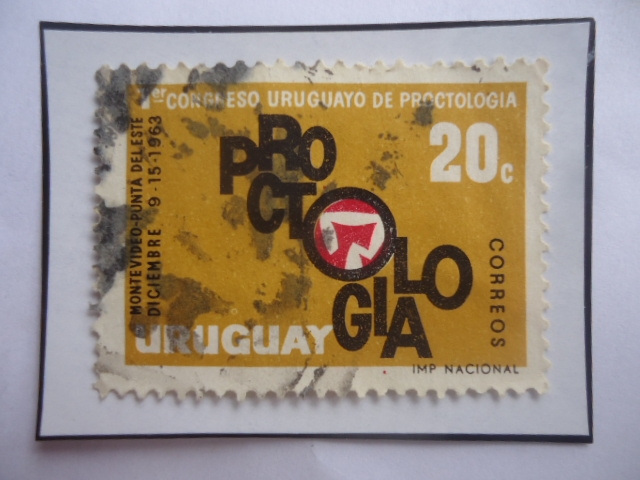 1er CONGRESO URUGUAYO DE PROCTOLOGIA
MONTEVIDEO-PUNTA DEL ESTE
DICIEMBRE 9-15-1963
20c
PROCTOLOGIA
CORREOS
URUGUAY
IMP NACIONAL